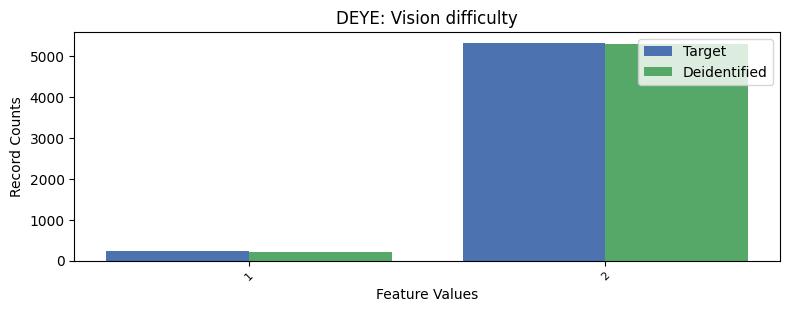 DEYE: Vision difficulty
Target
Deidentified
5000
4000
3000
2000
1000
0
Record Counts
1
2
Feature Values